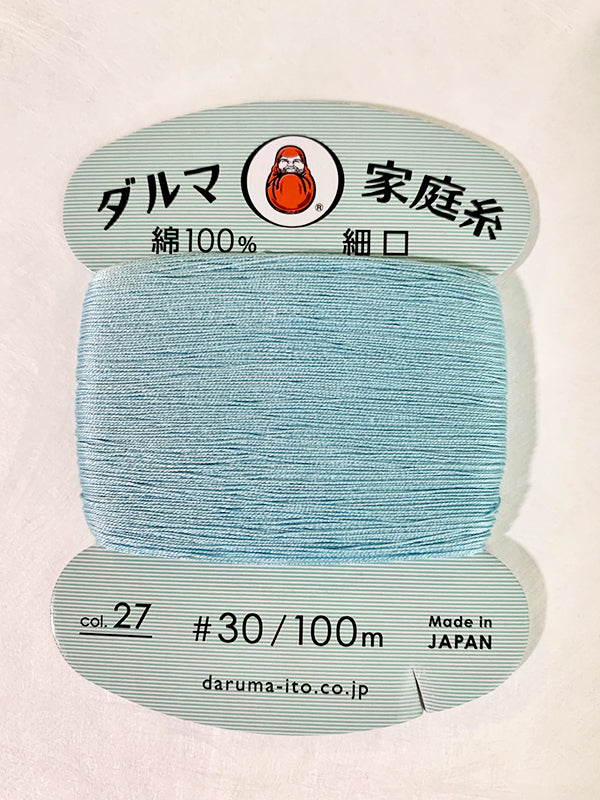 ダルマ 家庭糸
®
綿100% 細口
col. 27 #30/100m Made in JAPAN
daruma-ito.co.jp